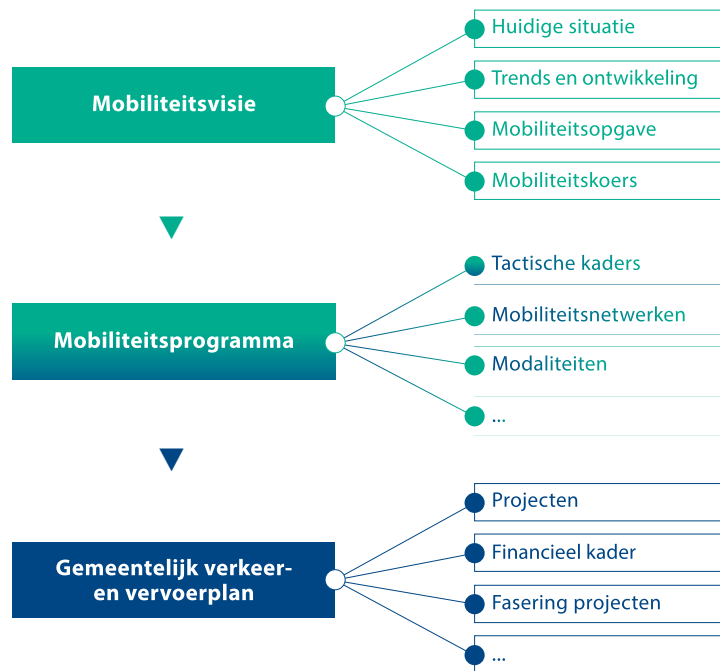 Mobiliteitsvisie
Huidige situatie
Trends en ontwikkeling
Mobiliteitsopgave
Mobiliteitskoers
Mobiliteitsprogramma
Tactische kaders
Mobiliteitsnetwerken
Modaliteiten
...
Gemeentelijk verkeer-
en vervoerplan
Projecten
Financieel kader
Fasering projecten
...